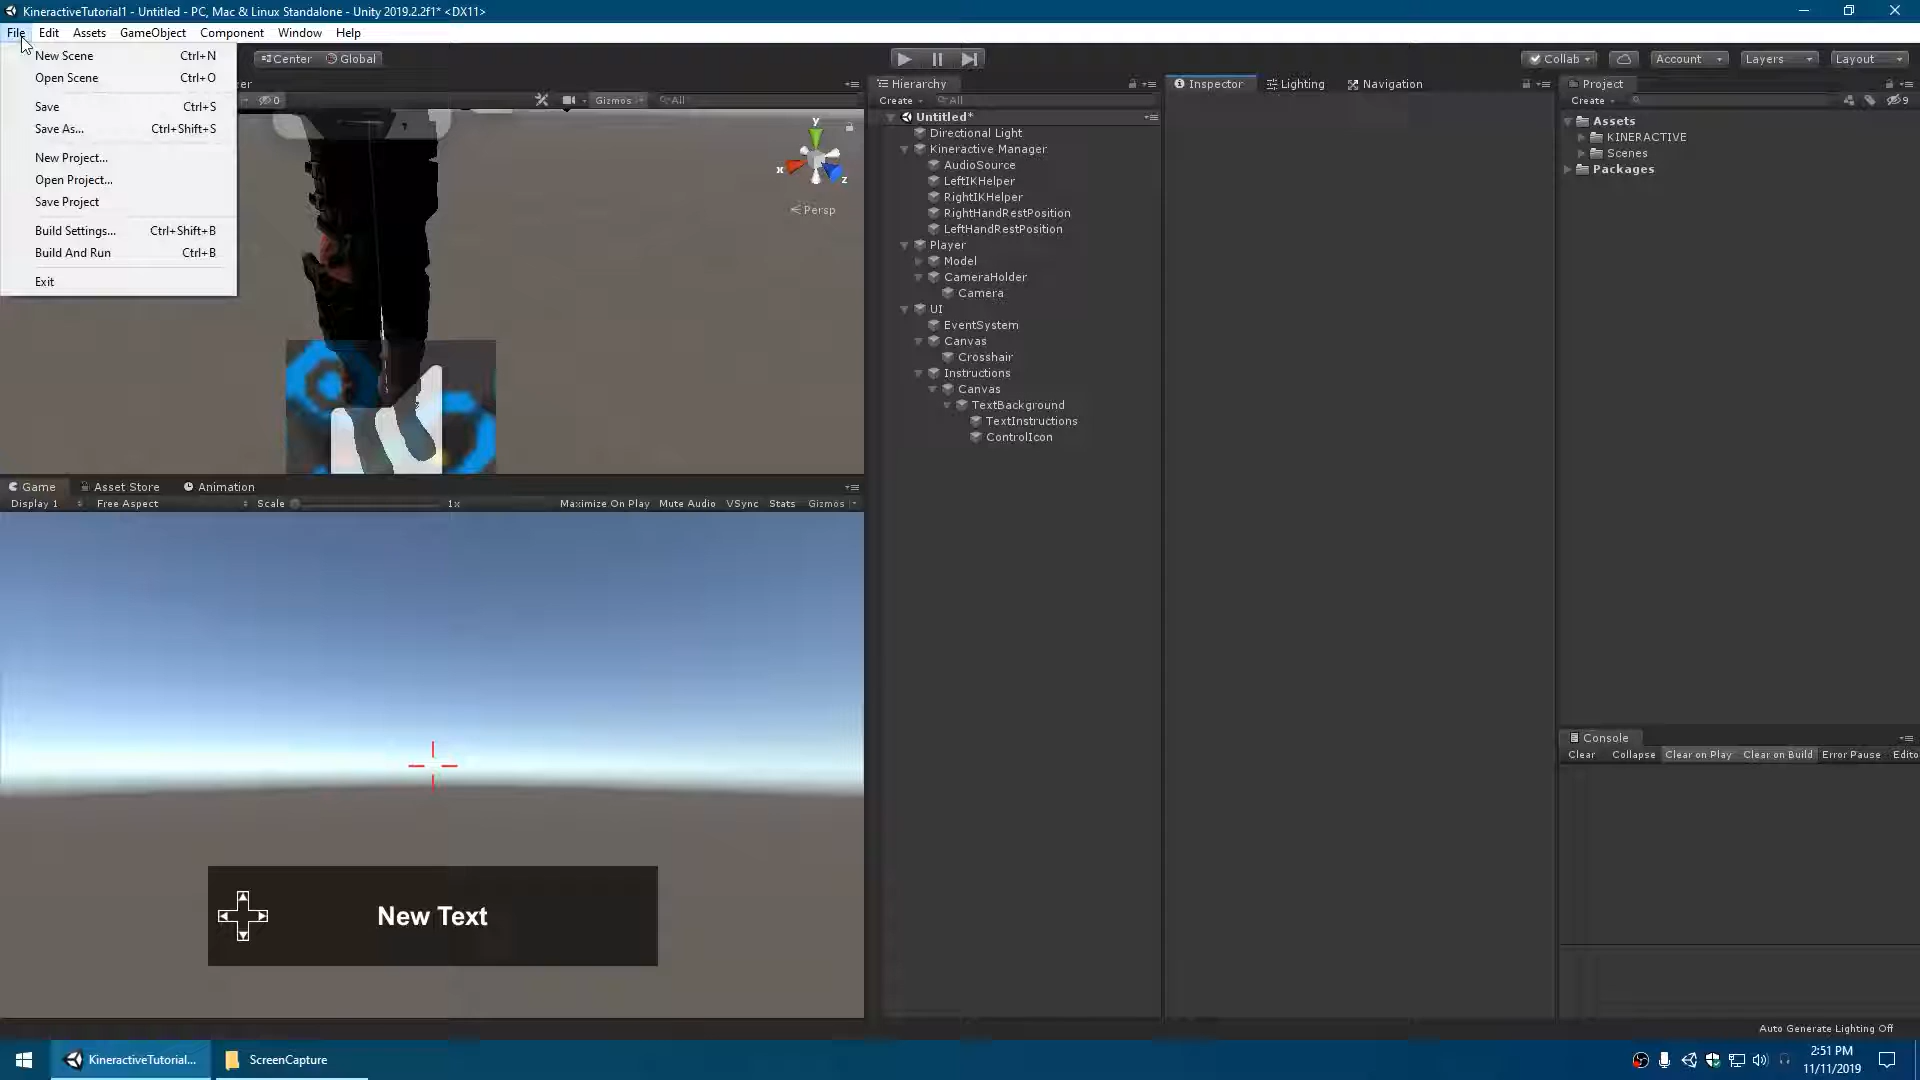 KineractiveTutorial1 - Untitled - PC, Mac & Linux Standalone - Unity 2019.2.2f1* <DX11>
File Edit Assets GameObject Component Window Help
New Scene Ctrl+N
Open Scene Ctrl+O
Save Ctrl+S
Save As... Ctrl+Shift+S
New Project...
Open Project...
Save Project
Build Settings... Ctrl+Shift+B
Build And Run Ctrl+B
Exit
Center Global
Collab Account Layers Layout
er
0 Gizmos All
y
x
z
Persp
Hierarchy
Create All
Untitled*
Directional Light
Kineractive Manager
AudioSource
LeftIKHelper
RightIKHelper
RightHandRestPosition
LeftHandRestPosition
Player
Model
CameraHolder
Camera
UI
EventSystem
Canvas
Crosshair
Instructions
Canvas
TextBackground
TextInstructions
ControlIcon
Inspector Lighting Navigation
Project
Create 9
Assets
KINERACTIVE
Scenes
Packages
Game Asset Store Animation
Display 1 Free Aspect Scale 1x Maximize On Play Mute Audio VSync Stats Gizmos
New Text
Console
Clear Collapse Clear on Play Clear on Build Error Pause Edito
Auto Generate Lighting Off
KineractiveTutorial... ScreenCapture
2:51 PM
11/11/2019